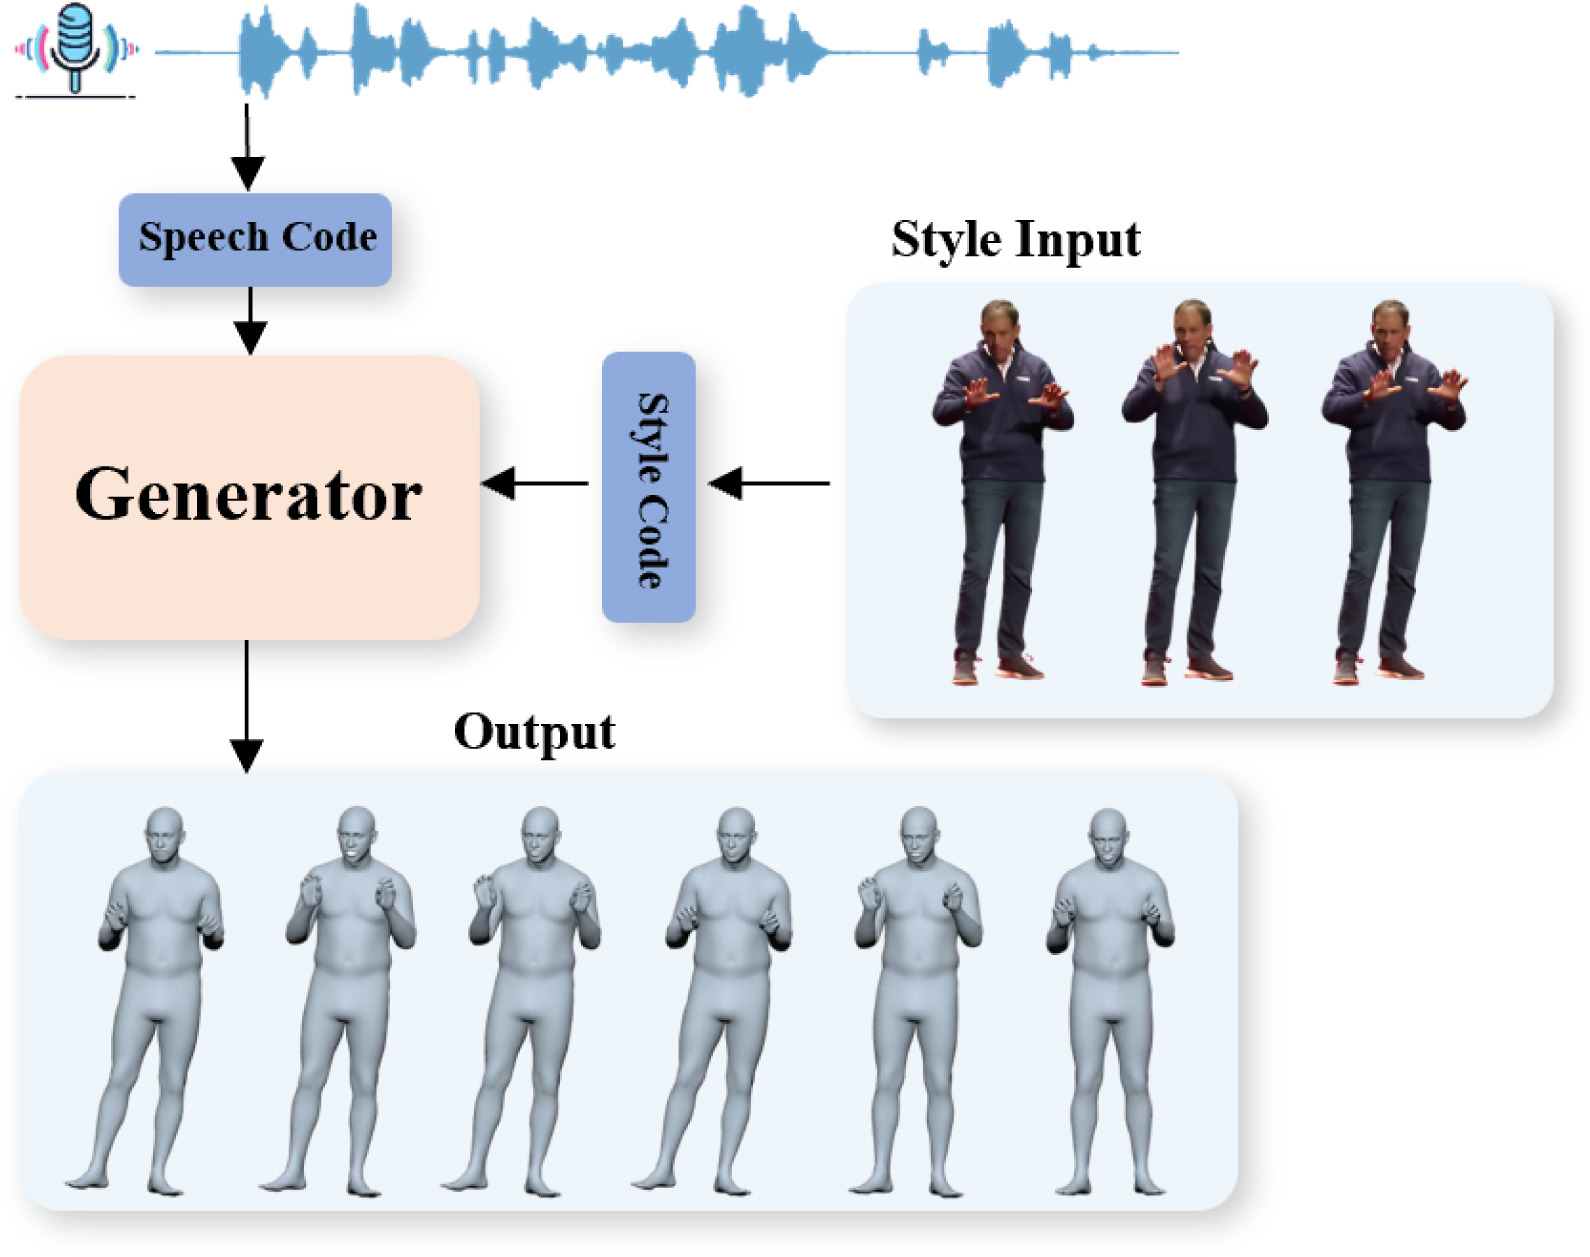 Speech Code
Style Input
Generator
Style Code
Output